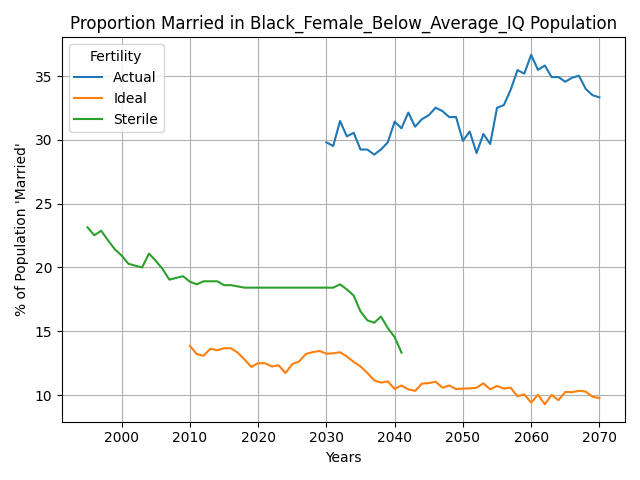 Proportion Married in Black_Female_Below_Average_IQ Population
Fertility
Actual
Ideal
Sterile
% of Population 'Married'
35
30
25
20
15
10
2000 2010 2020 2030 2040 2050 2060 2070
Years